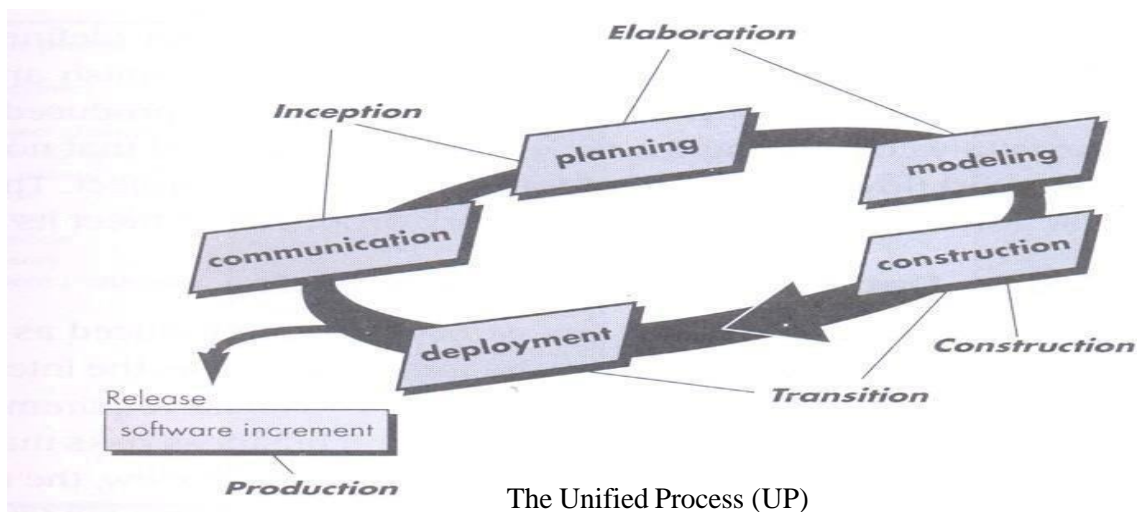 Elaboration
Inception
planning
modeling
communication
construction
deployment
Construction
Transition
Release
software increment
Production
The Unified Process (UP)